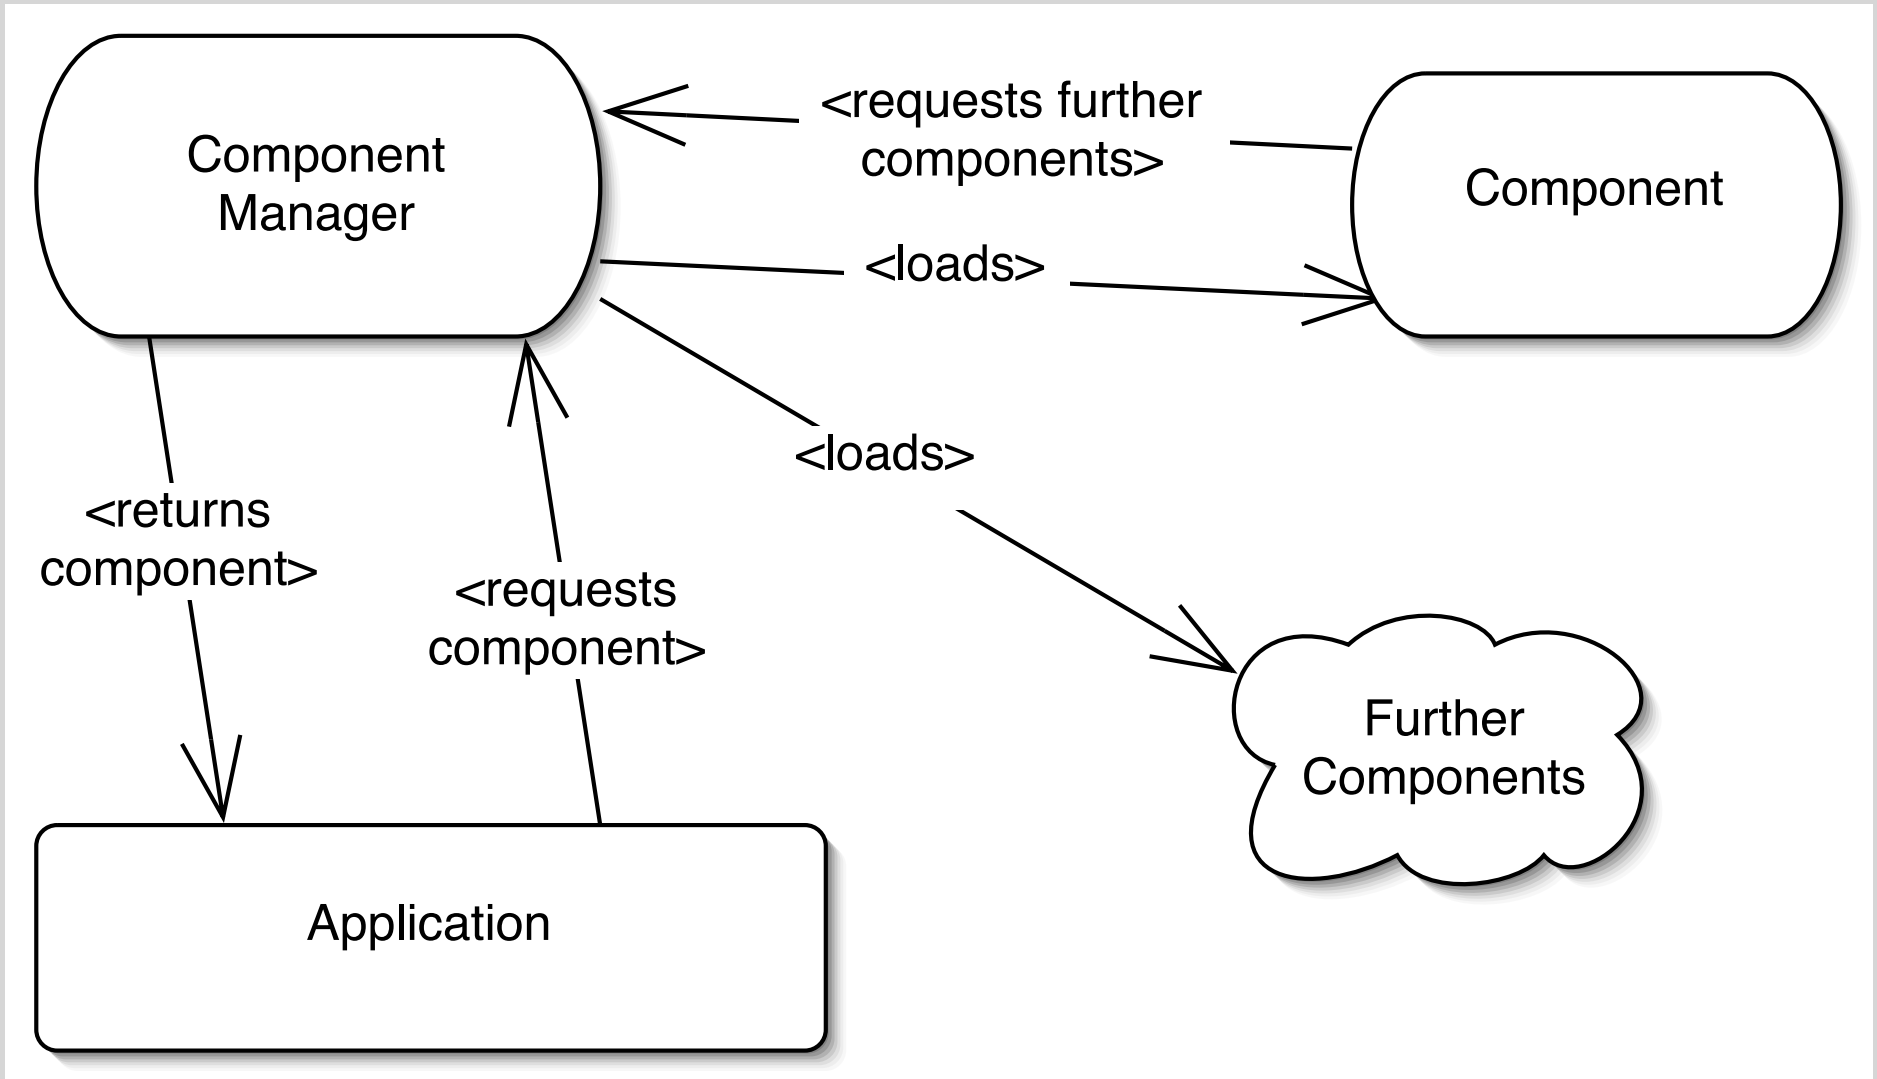 Component
Manager
<requests further
components>
Component
<loads>
<loads>
<returns
component>
<requests
component>
Further
Components
Application